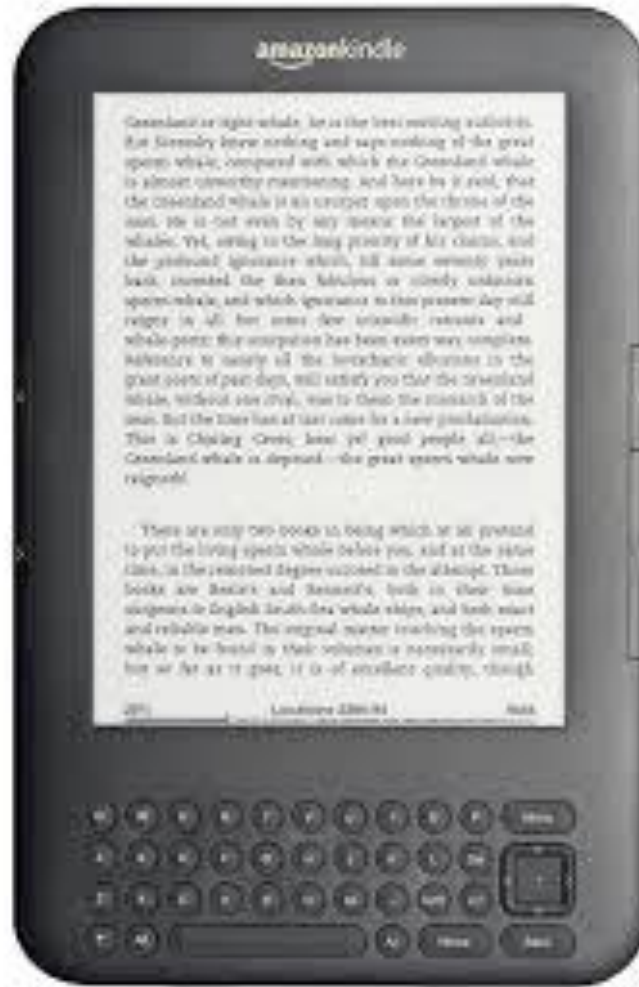 amazonkindle
Greenland or right-whale, he is the best existing authority.
But Scoresby knew nothing and says nothing of the great
sperm whale, compared with which the Greenland whale
is almost unworthy mentioning. And here be it said, that
the Greenland whale is an usurper upon the throne of the
seas. He is not even by any means the largest of the
whales. Yet, owing to the long priority of his claims, and
the profound ignorance which, till some seventy years
back, invested the then fabulous or utterly unknown
sperm-whale, and which ignorance to this present day still
reigns in all but some few scientific retreats and
whale-ports; this usurpation has been every way complete.
Reference to nearly all the leviathanic allusions in the
great poets of past days, will satisfy you that the Greenland
whale, without one rival, was to them the monarch of the
seas. But the time has at last come for a new proclamation.
This is Charing Cross; hear ye! good people all,—the
Greenland whale is deposed,—the great sperm whale now
reigneth!
There are only two books in being which at all pretend
to put the living sperm whale before you, and at the same
time, in the remotest degree succeed in the attempt. Those
books are Beale's and Bennett's; both in their time
surgeons to English South-Sea whale-ships, and both exact
and reliable men. The original matter touching the sperm
whale to be found in their volumes is necessarily small;
but so far as it goes, it is of excellent quality, though
Locations
Menu
Home
Back